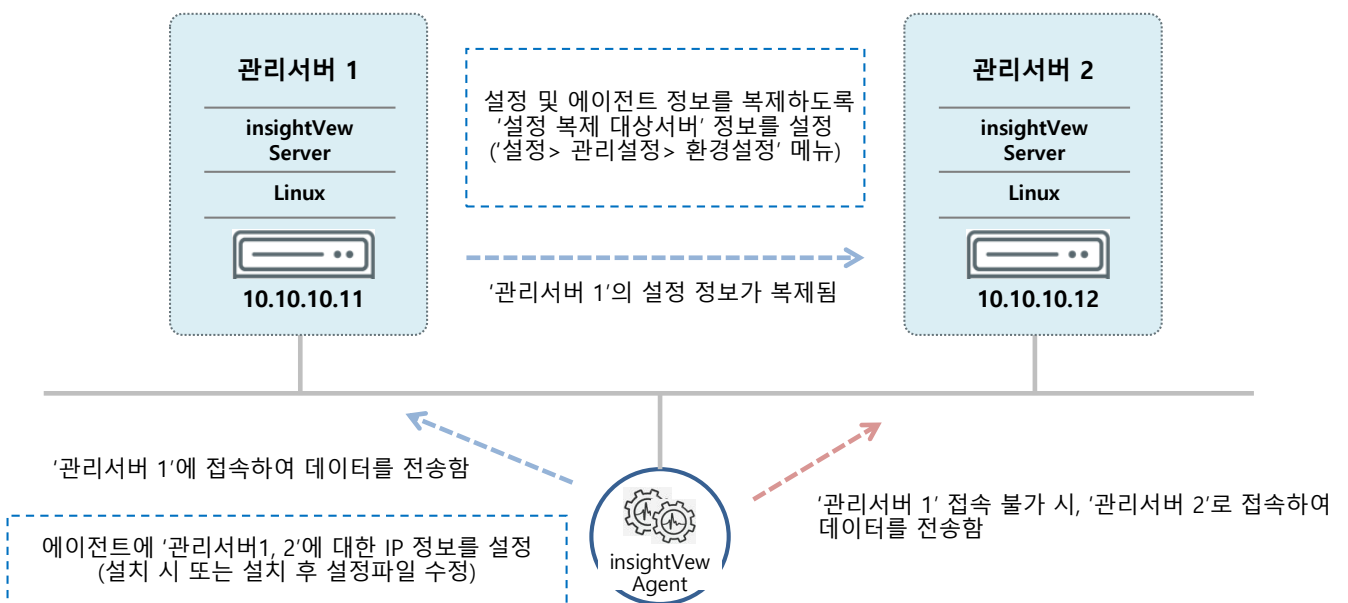 관리서버 1
insightVew
Server
Linux
10.10.10.11
설정 및 에이전트 정보를 복제하도록
‘설정 복제 대상서버’ 정보를 설정
(‘설정> 관리설정> 환경설정’ 메뉴)
‘관리서버 1’의 설정 정보가 복제됨
관리서버 2
insightVew
Server
Linux
10.10.10.12
‘관리서버 1’에 접속하여 데이터를 전송함
에이전트에 ‘관리서버1, 2’에 대한 IP 정보를 설정
(설치 시 또는 설치 후 설정파일 수정)
insightVew
Agent
‘관리서버 1’ 접속 불가 시, ‘관리서버 2’로 접속하여
데이터를 전송함